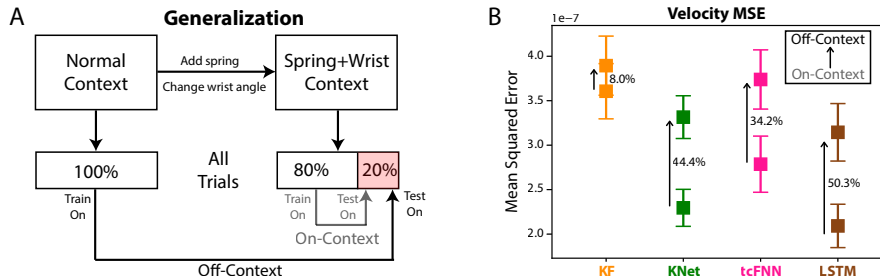 A
Generalization
Normal
Context
Add spring
Change wrist angle
Spring+Wrist
Context
100%
All
Trials
80%
20%
Train
On
Train
On
Test
On
Test
On
On-Context
Off-Context
B
Velocity MSE
1e−7
Mean Squared Error
4.0
3.5
3.0
2.5
2.0
8.0%
44.4%
34.2%
50.3%
Off-Context
On-Context
KF
KNet
tcFNN
LSTM